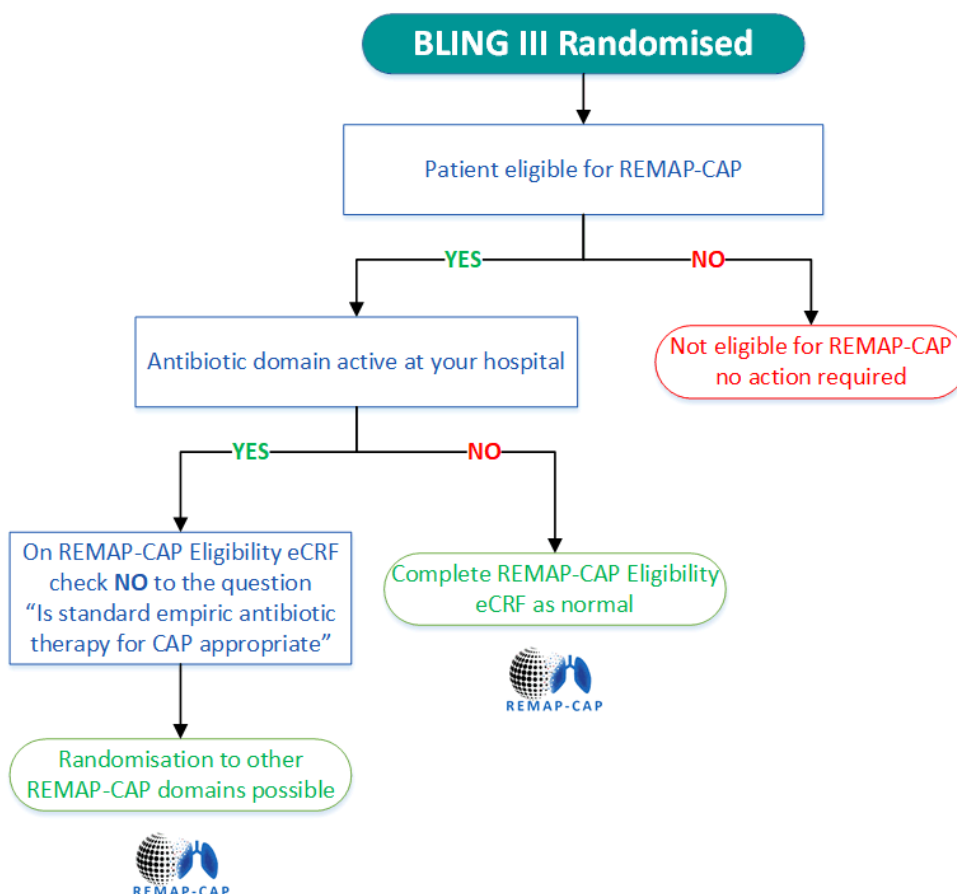 BLING III Randomised
Patient eligible for REMAP-CAP
YES
NO
Antibiotic domain active at your hospital
Not eligible for REMAP-CAP
no action required
YES
NO
On REMAP-CAP Eligibility eCRF
check NO to the question
“Is standard empiric antibiotic
therapy for CAP appropriate”
Complete REMAP-CAP Eligibility
eCRF as normal
REMAP-CAP
Randomisation to other
REMAP-CAP domains possible
REMAP-CAP